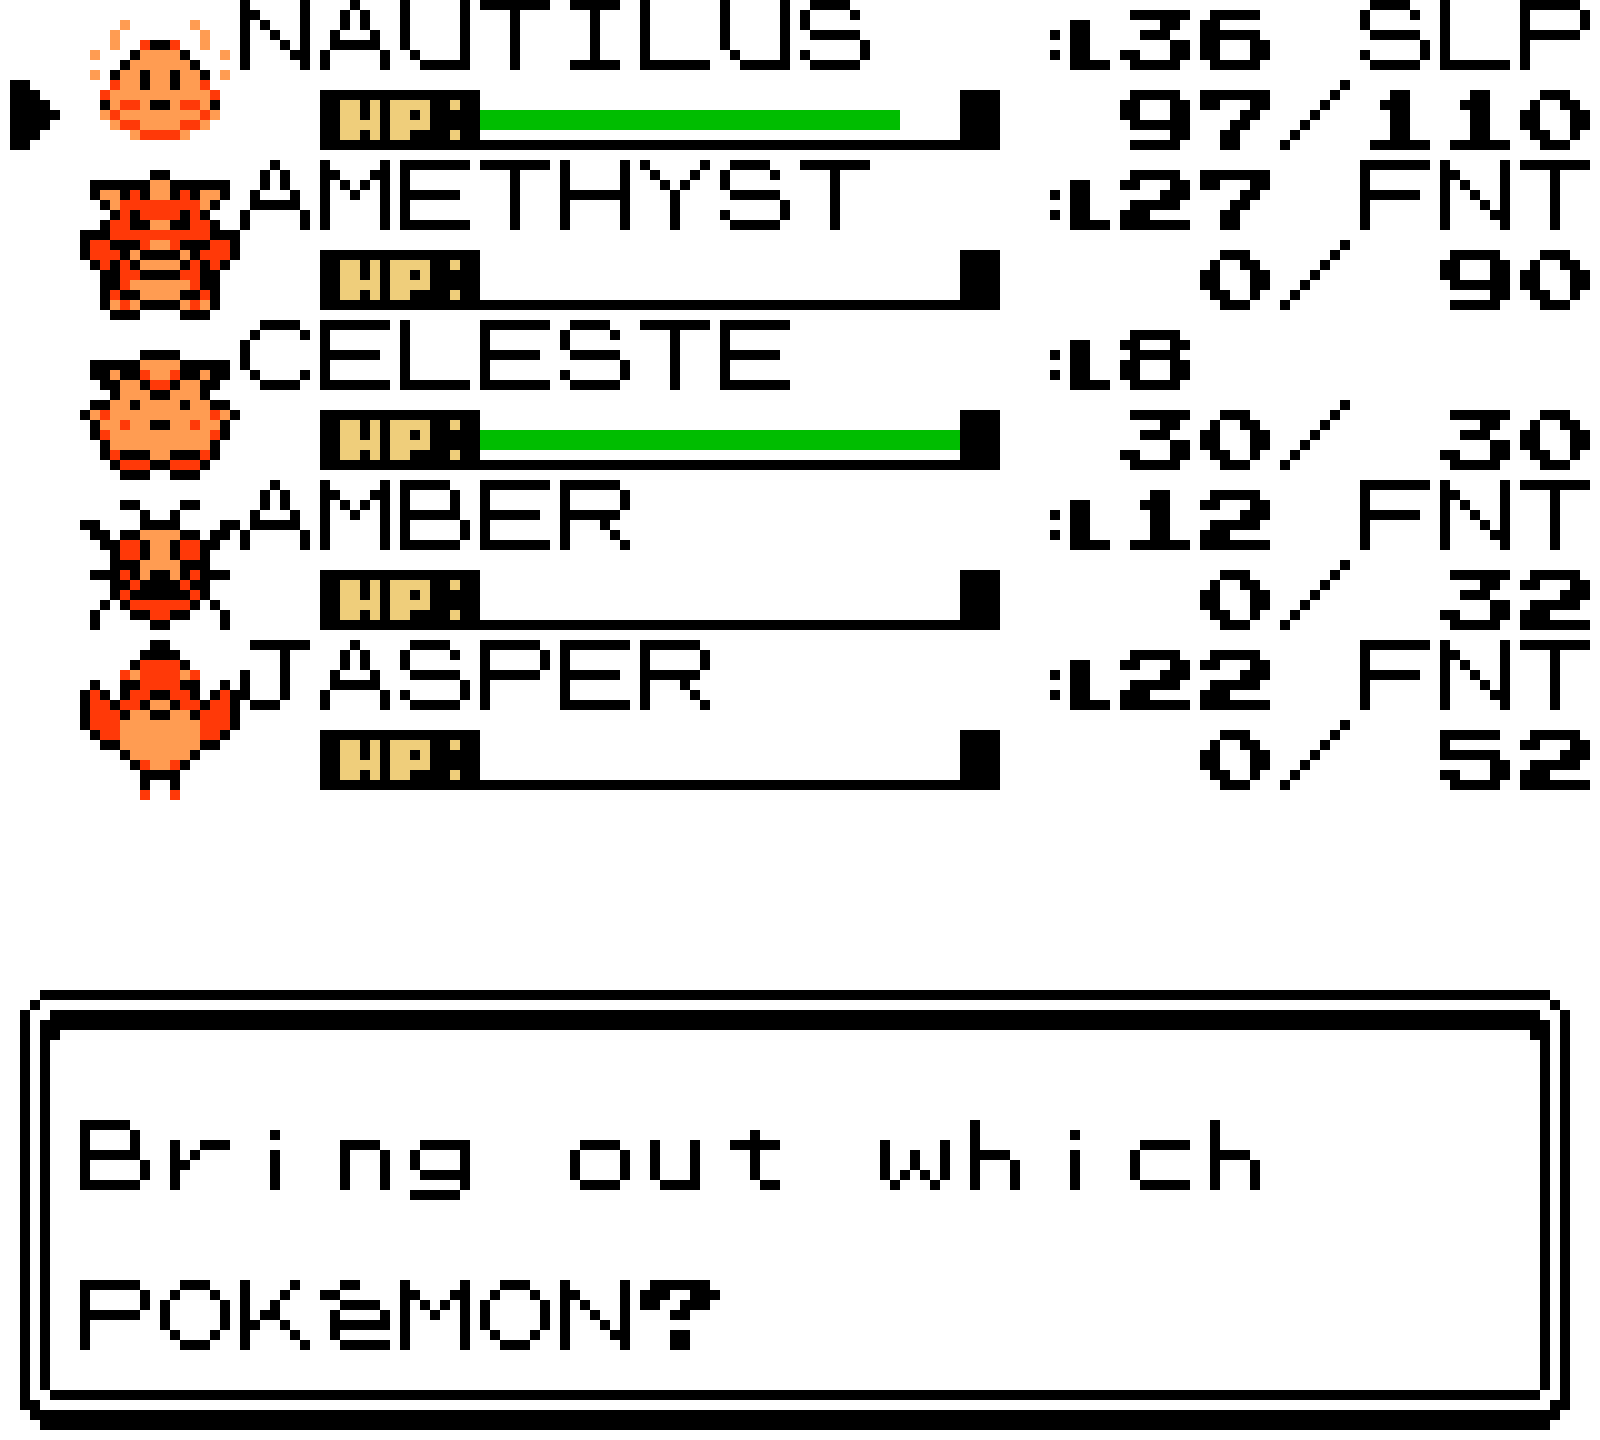 NAUTILUS :L36 SLP
HP: 97/110
AMETHYST :L27 FNT
HP: 0/ 90
CELESTE :L8
HP: 30/ 30
AMBER :L12 FNT
HP: 0/ 32
JASPER :L22 FNT
HP: 0/ 52
Bring out which
POKéMON?